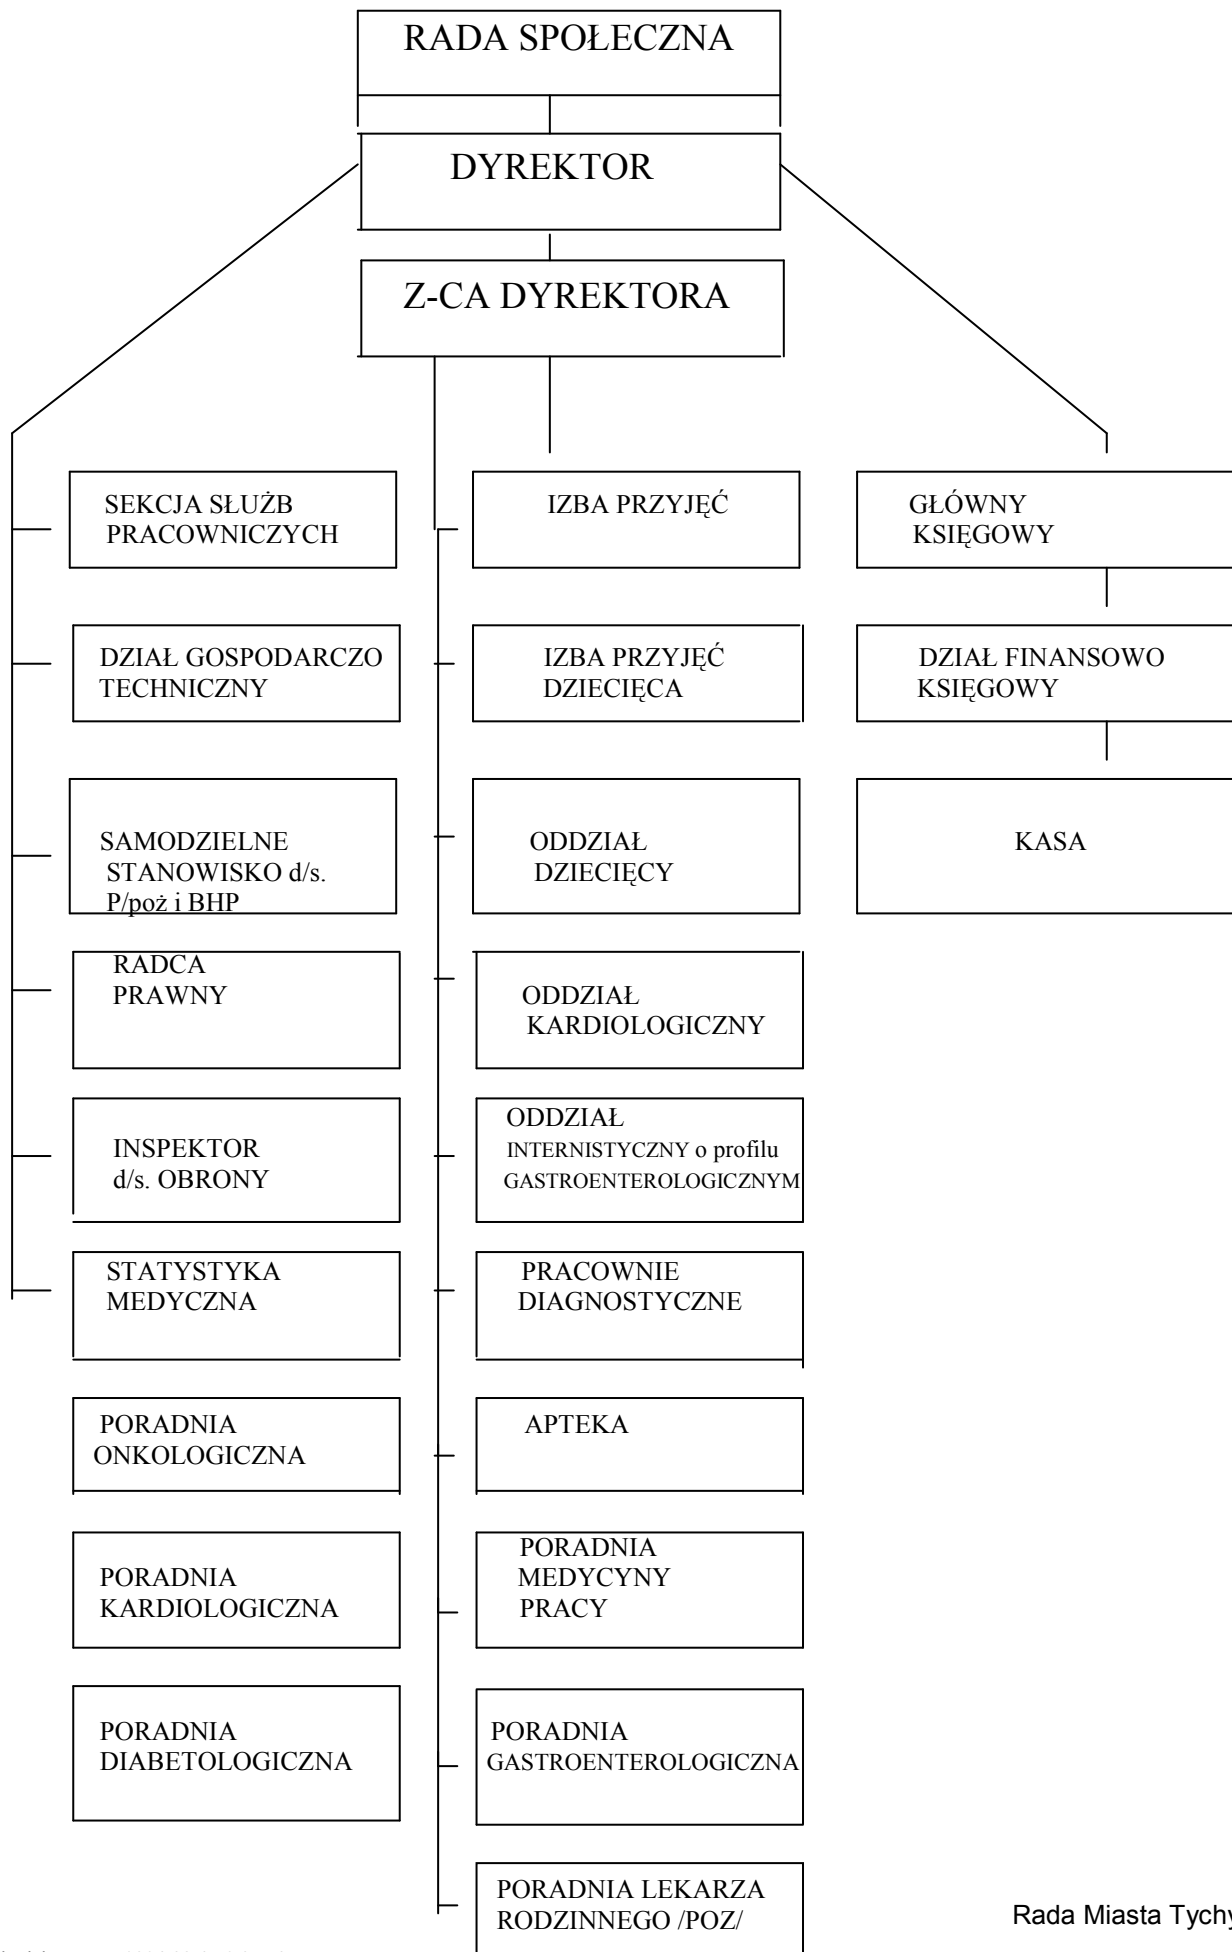 RADA SPOŁECZNA
DYREKTOR
Z-CA DYREKTORA
SEKCJA SŁUŻB
PRACOWNICZYCH
IZBA PRZYJĘĆ
GŁÓWNY
KSIĘGOWY
DZIAŁ GOSPODARCZO
TECHNICZNY
IZBA PRZYJĘĆ
DZIECIĘCA
DZIAŁ FINANSOWO
KSIĘGOWY
SAMODZIELNE
STANOWISKO d/s.
P/poż i BHP
ODDZIAŁ
DZIECIĘCY
KASA
RADCA
PRAWNY
ODDZIAŁ
KARDIOLOGICZNY
INSPEKTOR
d/s. OBRONY
ODDZIAŁ
INTERNISTYCZNY o profilu
GASTROENTEROLOGICZNYM
STATYSTYKA
MEDYCZNA
PRACOWNIE
DIAGNOSTYCZNE
PORADNIA
ONKOLOGICZNA
APTEKA
PORADNIA
KARDIOLOGICZNA
PORADNIA
MEDYCYNY
PRACY
PORADNIA
DIABETOLOGICZNA
PORADNIA
GASTROENTEROLOGICZNA
PORADNIA LEKARZA
RODZINNEGO /POZ/
Rada Miasta Tychy